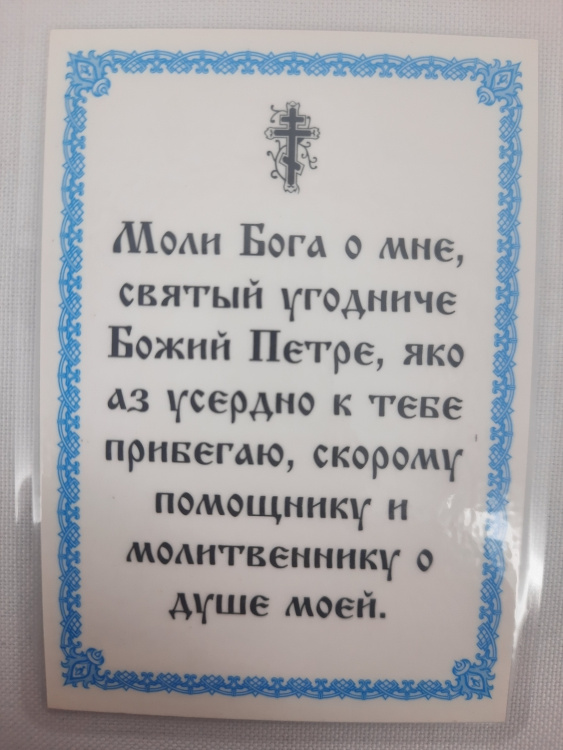 Моли Бога о мне,
святый угодниче
Божий Петре, яко
аз усердно к тебе
прибегаю, скорому
помощнику и
молитвеннику о
душе моей.